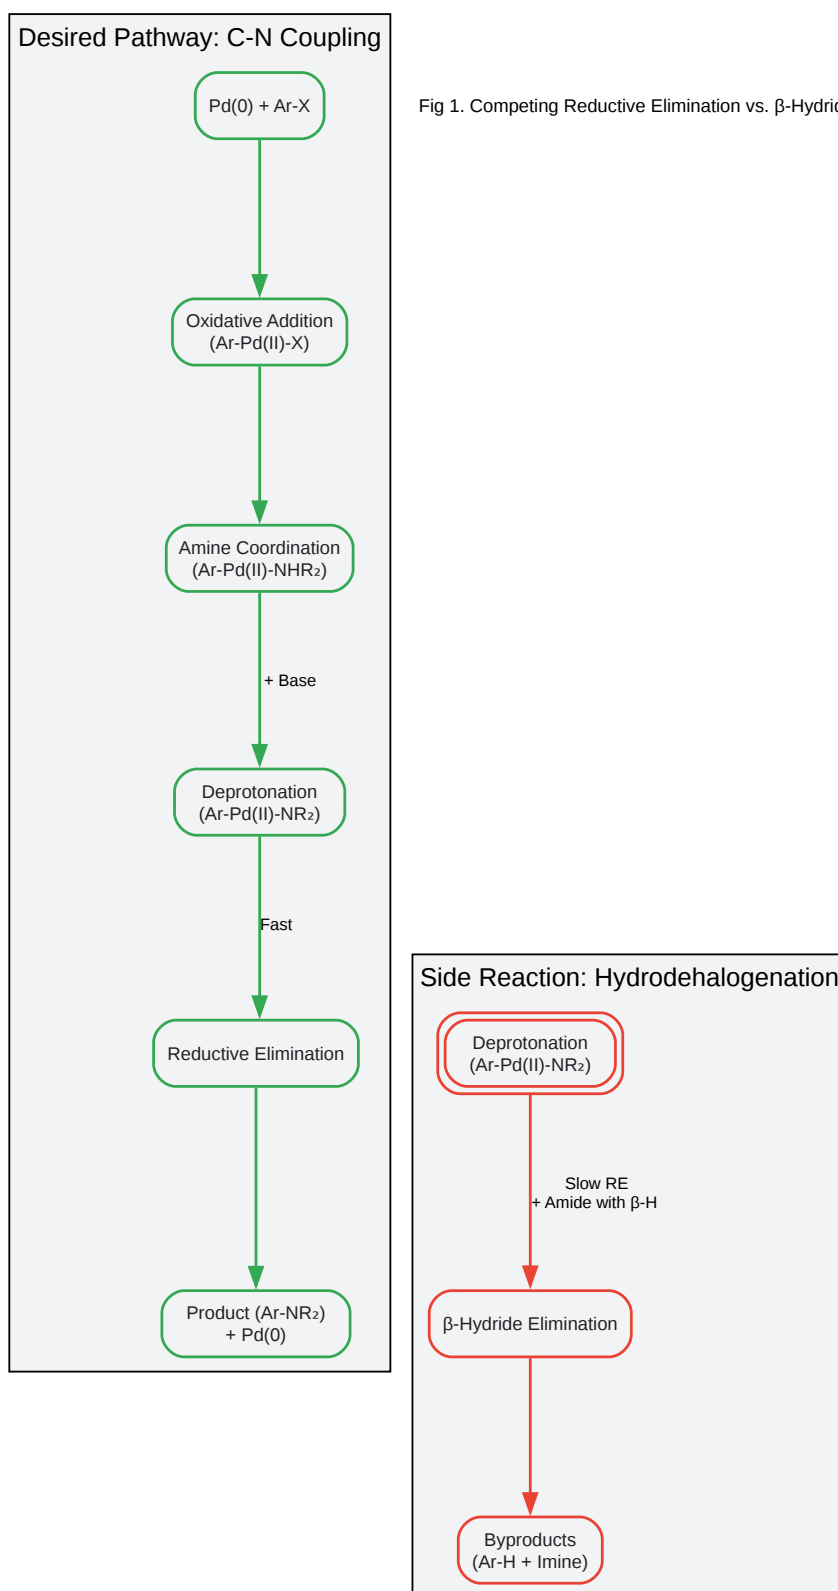 Desired Pathway: C-N Coupling
Pd(0) + Ar-X
Fig 1. Competing Reductive Elimination vs.
Oxidative Addition
(Ar-Pd(II)-X)
Amine Coordination
(Ar-Pd(II)-NHR₂)
+ Base
Deprotonation
(Ar-Pd(II)-NR₂)
Fast
Reductive Elimination
Product (Ar-NR₂)
+ Pd(0)
Side Reaction: Hydrodehalogenation
Deprotonation
(Ar-Pd(II)-NR₂)
Slow RE
+ Amide with β-H
β-Hydride Elimination
Byproducts
(Ar-H + Imine)